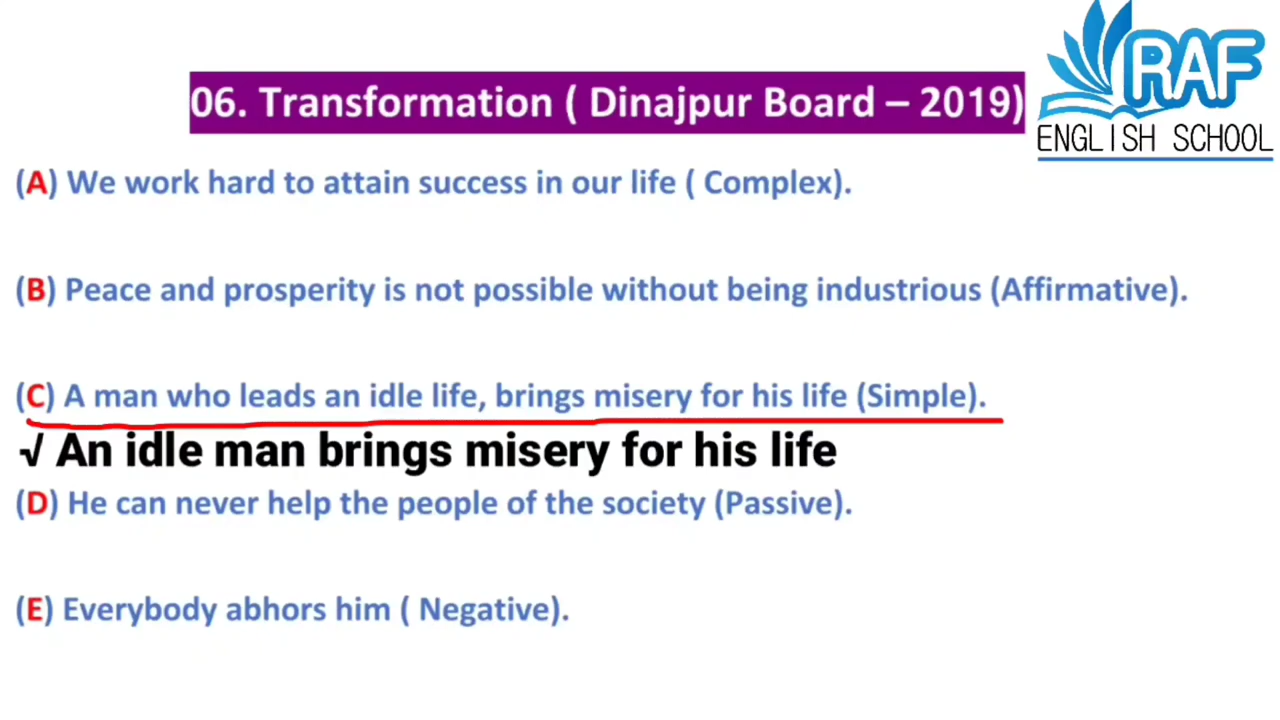 RAF
ENGLISH SCHOOL
06. Transformation ( Dinajpur Board – 2019)
(A) We work hard to attain success in our life ( Complex).
(B) Peace and prosperity is not possible without being industrious (Affirmative).
(C) A man who leads an idle life, brings misery for his life (Simple).
√ An idle man brings misery for his life
(D) He can never help the people of the society (Passive).
(E) Everybody abhors him ( Negative).